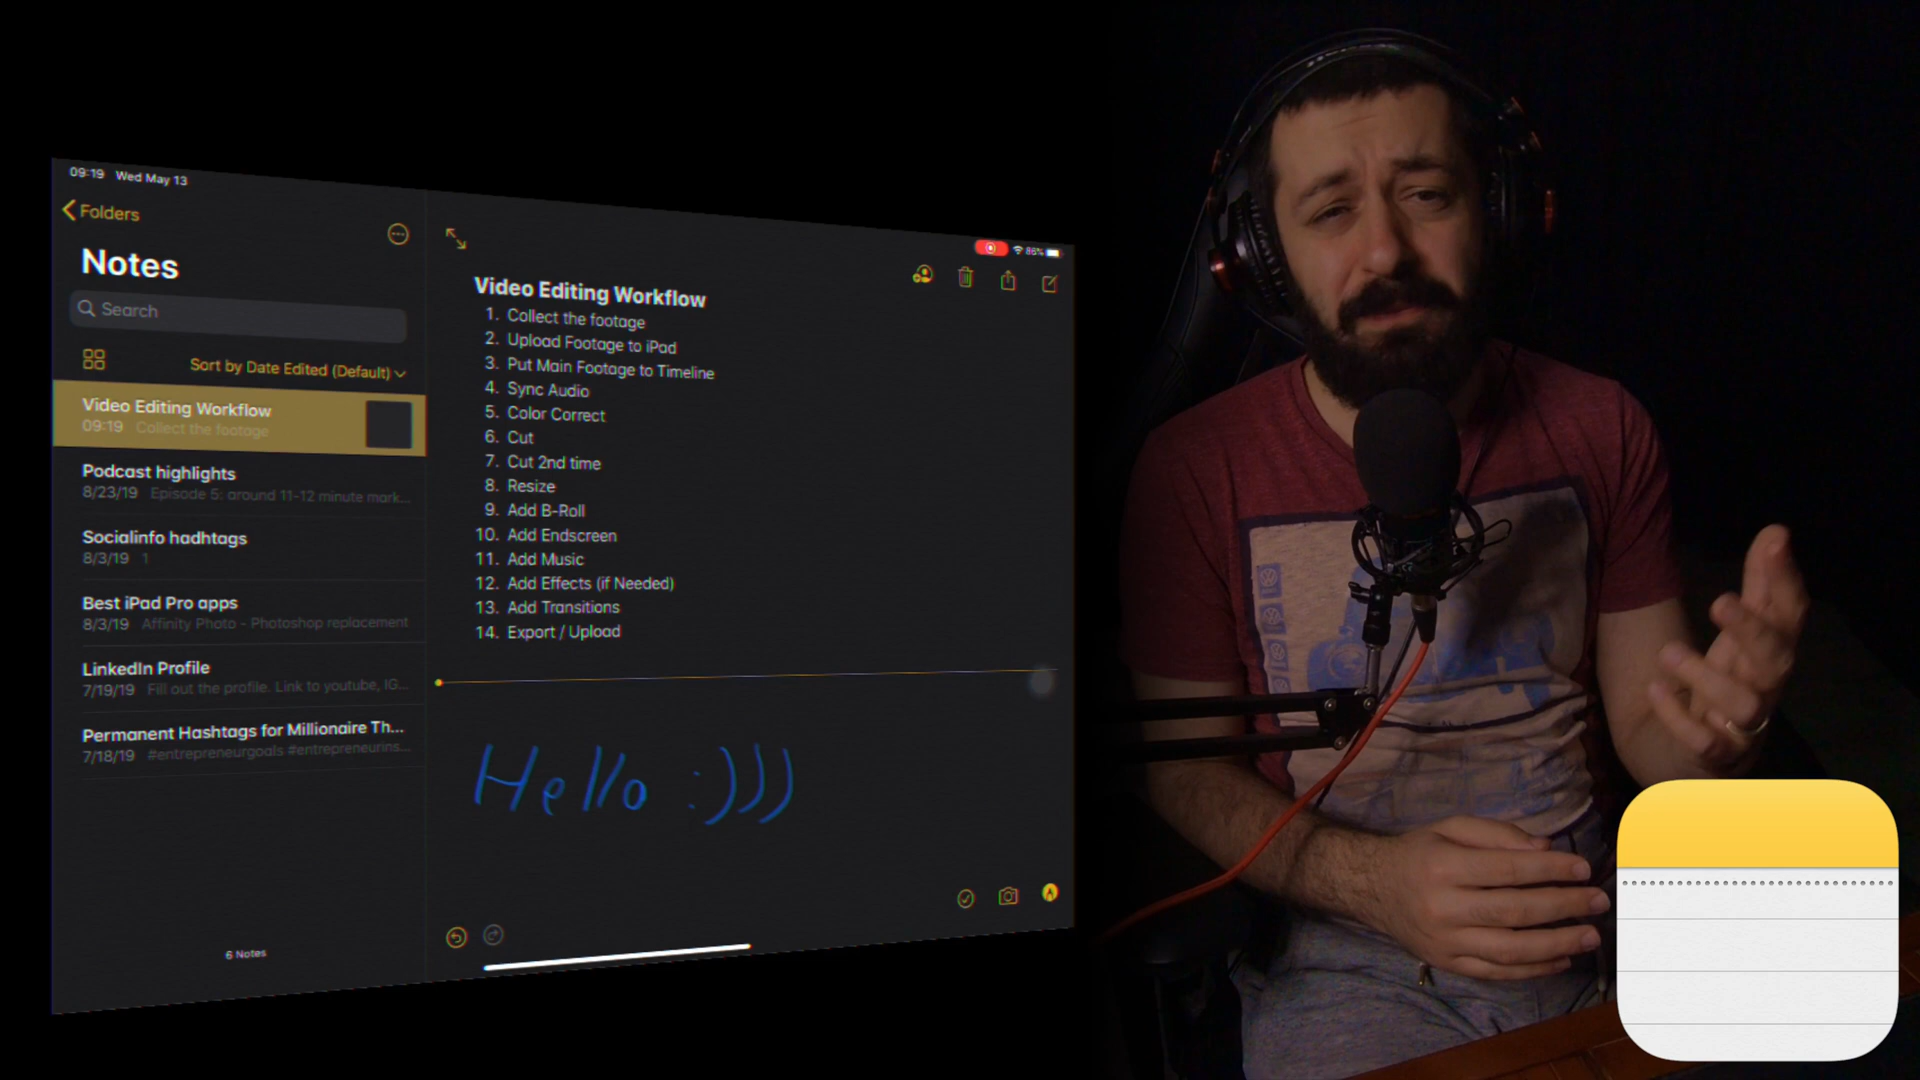 09:19 Wed May 13
86%
Folders
Notes
Search
Sort by Date Edited (Default)
Video Editing Workflow
09:19 Collect the footage
Podcast highlights
8/23/19 Episode 5: around 11-12 minute mark...
Socialinfo hadhtags
8/3/19 1
Best iPad Pro apps
8/3/19 Affinity Photo - Photoshop replacement
LinkedIn Profile
7/19/19 Fill out the profile. Link to youtube, IG...
Permanent Hashtags for Millionaire Th...
7/18/19 #entrepreneurgoals #entrepreneurins...
6 Notes
Video Editing Workflow
1. Collect the footage
2. Upload Footage to iPad
3. Put Main Footage to Timeline
4. Sync Audio
5. Color Correct
6. Cut
7. Cut 2nd time
8. Resize
9. Add B-Roll
10. Add Endscreen
11. Add Music
12. Add Effects (if Needed)
13. Add Transitions
14. Export / Upload
Hello :)))